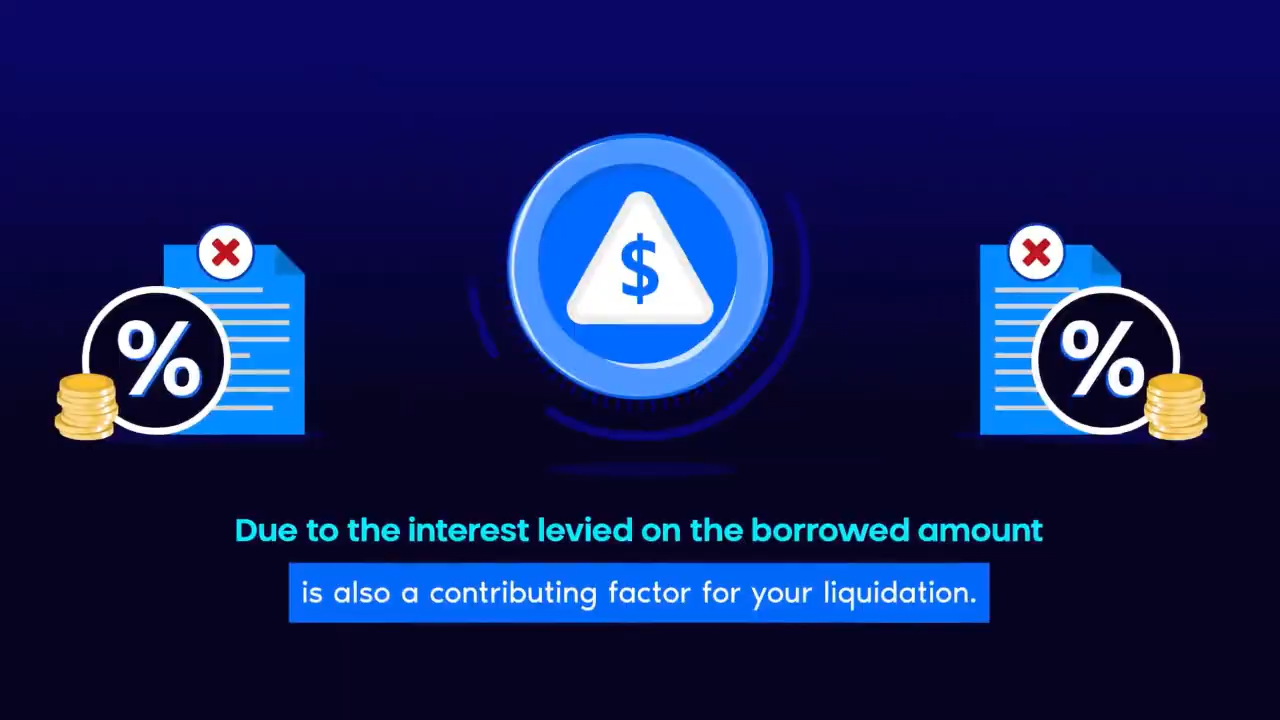 $
%
%
Due to the interest levied on the borrowed amount
is also a contributing factor for your liquidation.